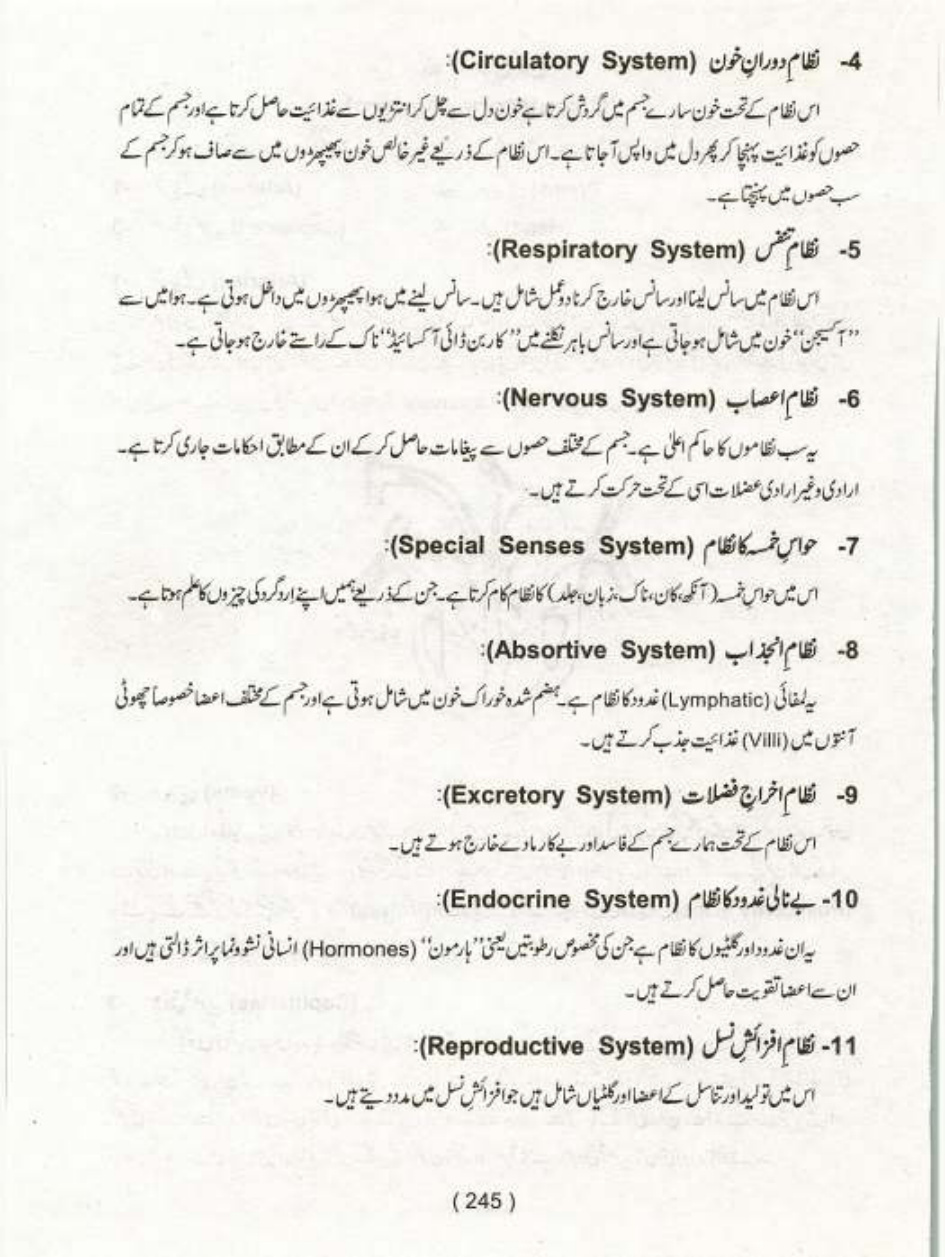 4- نظامِ دورانِ خون (Circulatory System):
اس نظام کے تحت خون سارے جسم میں گردش کرتا ہے خون دل سے چل کر انتڑیوں سے غذائیت حاصل کرتا ہے اور جسم کے تمام
حصوں کو غذائیت پہنچا کر پھر دل میں واپس آ جاتا ہے۔ اس نظام کے ذریعے غیر خالص خون پھیپھڑوں میں سے صاف ہو کر جسم کے
سب حصوں میں پہنچتا ہے۔
5- نظامِ تنفس (Respiratory System):
اس نظام میں سانس لینا اور سانس خارج کرنا دو عمل شامل ہیں۔ سانس لینے میں ہوا پھیپھڑوں میں داخل ہوتی ہے۔ ہوا میں سے
”آکسیجن“ خون میں شامل ہو جاتی ہے اور سانس باہر نکلنے میں ”کاربن ڈائی آکسائیڈ“ ناک کے راستے خارج ہو جاتی ہے۔
6- نظامِ اعصاب (Nervous System):
یہ سب نظاموں کا حاکم اعلیٰ ہے۔ جسم کے مختلف حصوں سے پیغامات حاصل کر کے ان کے مطابق احکامات جاری کرتا ہے۔
ارادی و غیر ارادی عضلات اسی کے تحت حرکت کرتے ہیں۔
7- حواسِ خمسہ کا نظام (Special Senses System):
اس میں حواسِ خمسہ (آنکھ، کان، ناک، زبان، جلد) کا نظام کام کرتا ہے۔ جن کے ذریعے ہمیں اپنے اِردگرد کی چیزوں کا علم ہوتا ہے۔
8- نظامِ انجذاب (Absortive System):
یہ لمفائی (Lymphatic) غدود کا نظام ہے۔ ہضم شدہ خوراک خون میں شامل ہوتی ہے اور جسم کے مختلف اعضا خصوصاً چھوٹی
آنتوں میں (Villi) غذائیت جذب کرتے ہیں۔
9- نظامِ اخراجِ فضلات (Excretory System):
اس نظام کے تحت ہمارے جسم کے فاسد اور بے کار مادے خارج ہوتے ہیں۔
10- بے نالی غدود کا نظام (Endocrine System):
یہ ان غدود اور گلٹیوں کا نظام ہے جن کی مخصوص رطوبتیں یعنی ”ہارمون“ (Hormones) انسانی نشوونما پر اثر ڈالتی ہیں اور
ان سے اعضا تقویت حاصل کرتے ہیں۔
11- نظامِ افزائشِ نسل (Reproductive System):
اس میں تولید اور تناسل کے اعضا اور گلٹیاں شامل ہیں جو افزائشِ نسل میں مدد دیتے ہیں۔
( 245 )